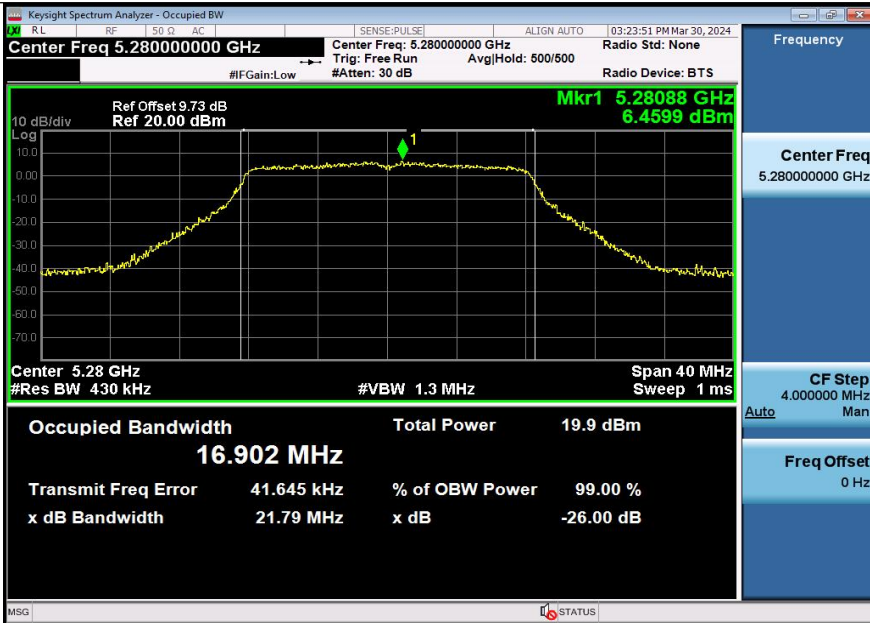 Keysight Spectrum Analyzer - Occupied BW
LXI RL RF 50 Ω AC SENSE:PULSE ALIGN AUTO 03:23:51 PM Mar 30, 2024
Center Freq 5.280000000 GHz
Center Freq: 5.280000000 GHz
Radio Std: None
Trig: Free Run Avg|Hold: 500/500
#IFGain:Low
#Atten: 30 dB
Radio Device: BTS
Ref Offset 9.73 dB
Mkr1 5.28088 GHz
10 dB/div Ref 20.00 dBm
6.4599 dBm
Log
1
10.0
0.00
-10.0
-20.0
-30.0
-40.0
-50.0
-60.0
-70.0
Center 5.28 GHz
Span 40 MHz
#Res BW 430 kHz
#VBW 1.3 MHz
Sweep 1 ms
Occupied Bandwidth
Total Power 19.9 dBm
16.902 MHz
Transmit Freq Error 41.645 kHz
% of OBW Power 99.00 %
x dB Bandwidth 21.79 MHz
x dB -26.00 dB
MSG
STATUS
Frequency
Center Freq
5.280000000 GHz
CF Step
4.000000 MHz
Auto Man
Freq Offset
0 Hz